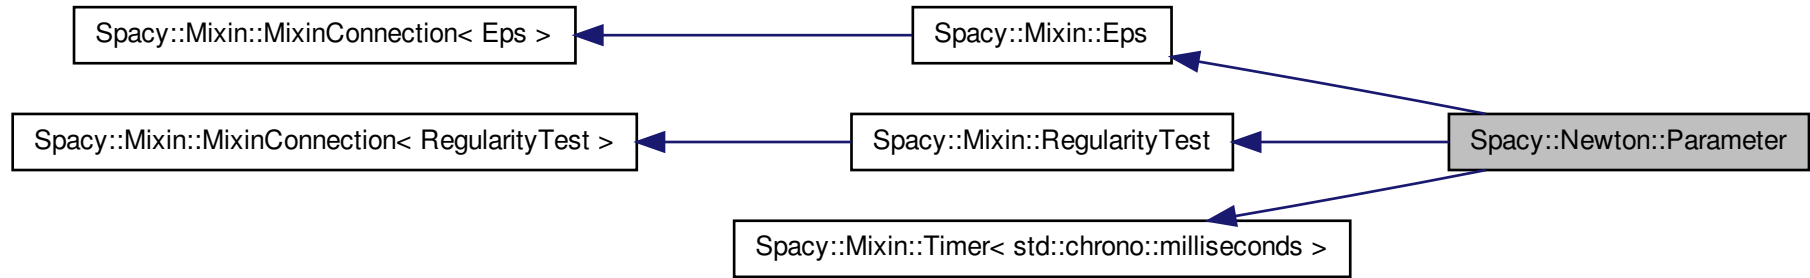 Spacy::Mixin::MixinConnection< Eps >
Spacy::Mixin::Eps
Spacy::Mixin::MixinConnection< RegularityTest >
Spacy::Mixin::RegularityTest
Spacy::Newton::Parameter
Spacy::Mixin::Timer< std::chrono::milliseconds >